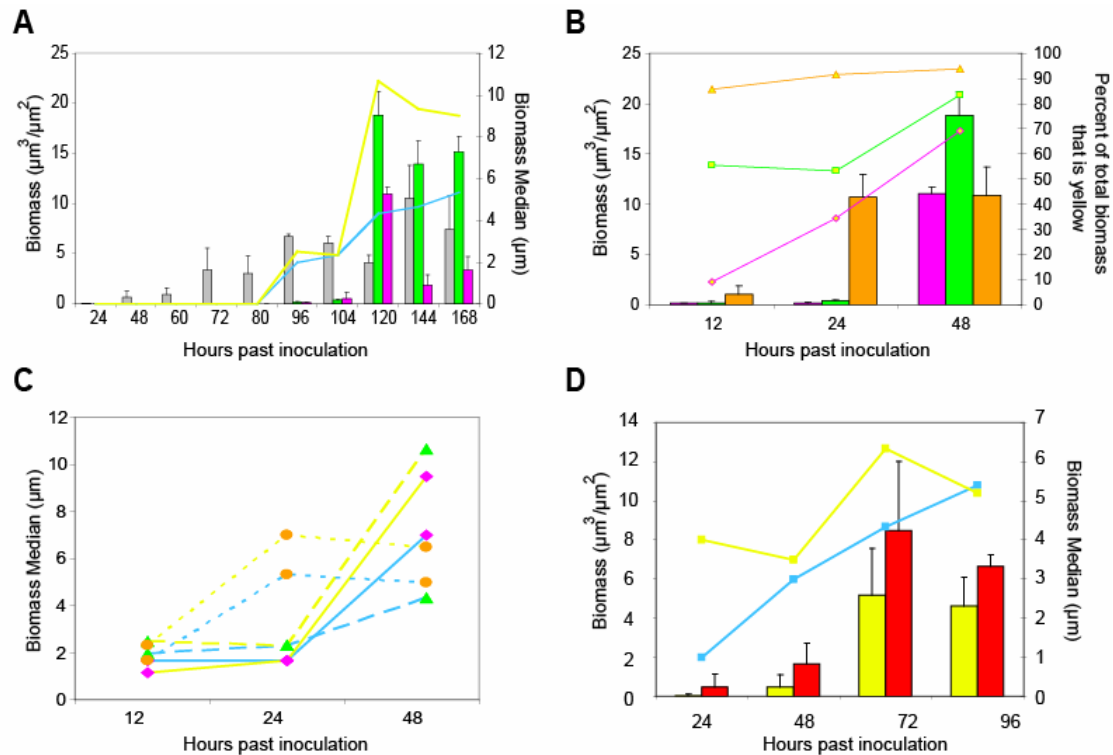 A
Biomass (µm³/µm²)
25
20
15
10
5
0
12
10
8
6
4
2
0
Biomass Median (µm)
24 48 60 72 80 96 104 120 144 168
Hours past inoculation
B
Biomass (µm³/µm²)
25
20
15
10
5
0
100
90
80
70
60
50
40
30
20
10
0
Percent of total biomass
that is yellow
12 24 48
Hours past inoculation
C
Biomass Median (µm)
12
10
8
6
4
2
0
12 24 48
Hours past inoculation
D
Biomass (µm³/µm²)
14
12
10
8
6
4
2
0
7
6
5
4
3
2
1
0
Biomass Median (µm)
24 48 72 96
Hours past inoculation